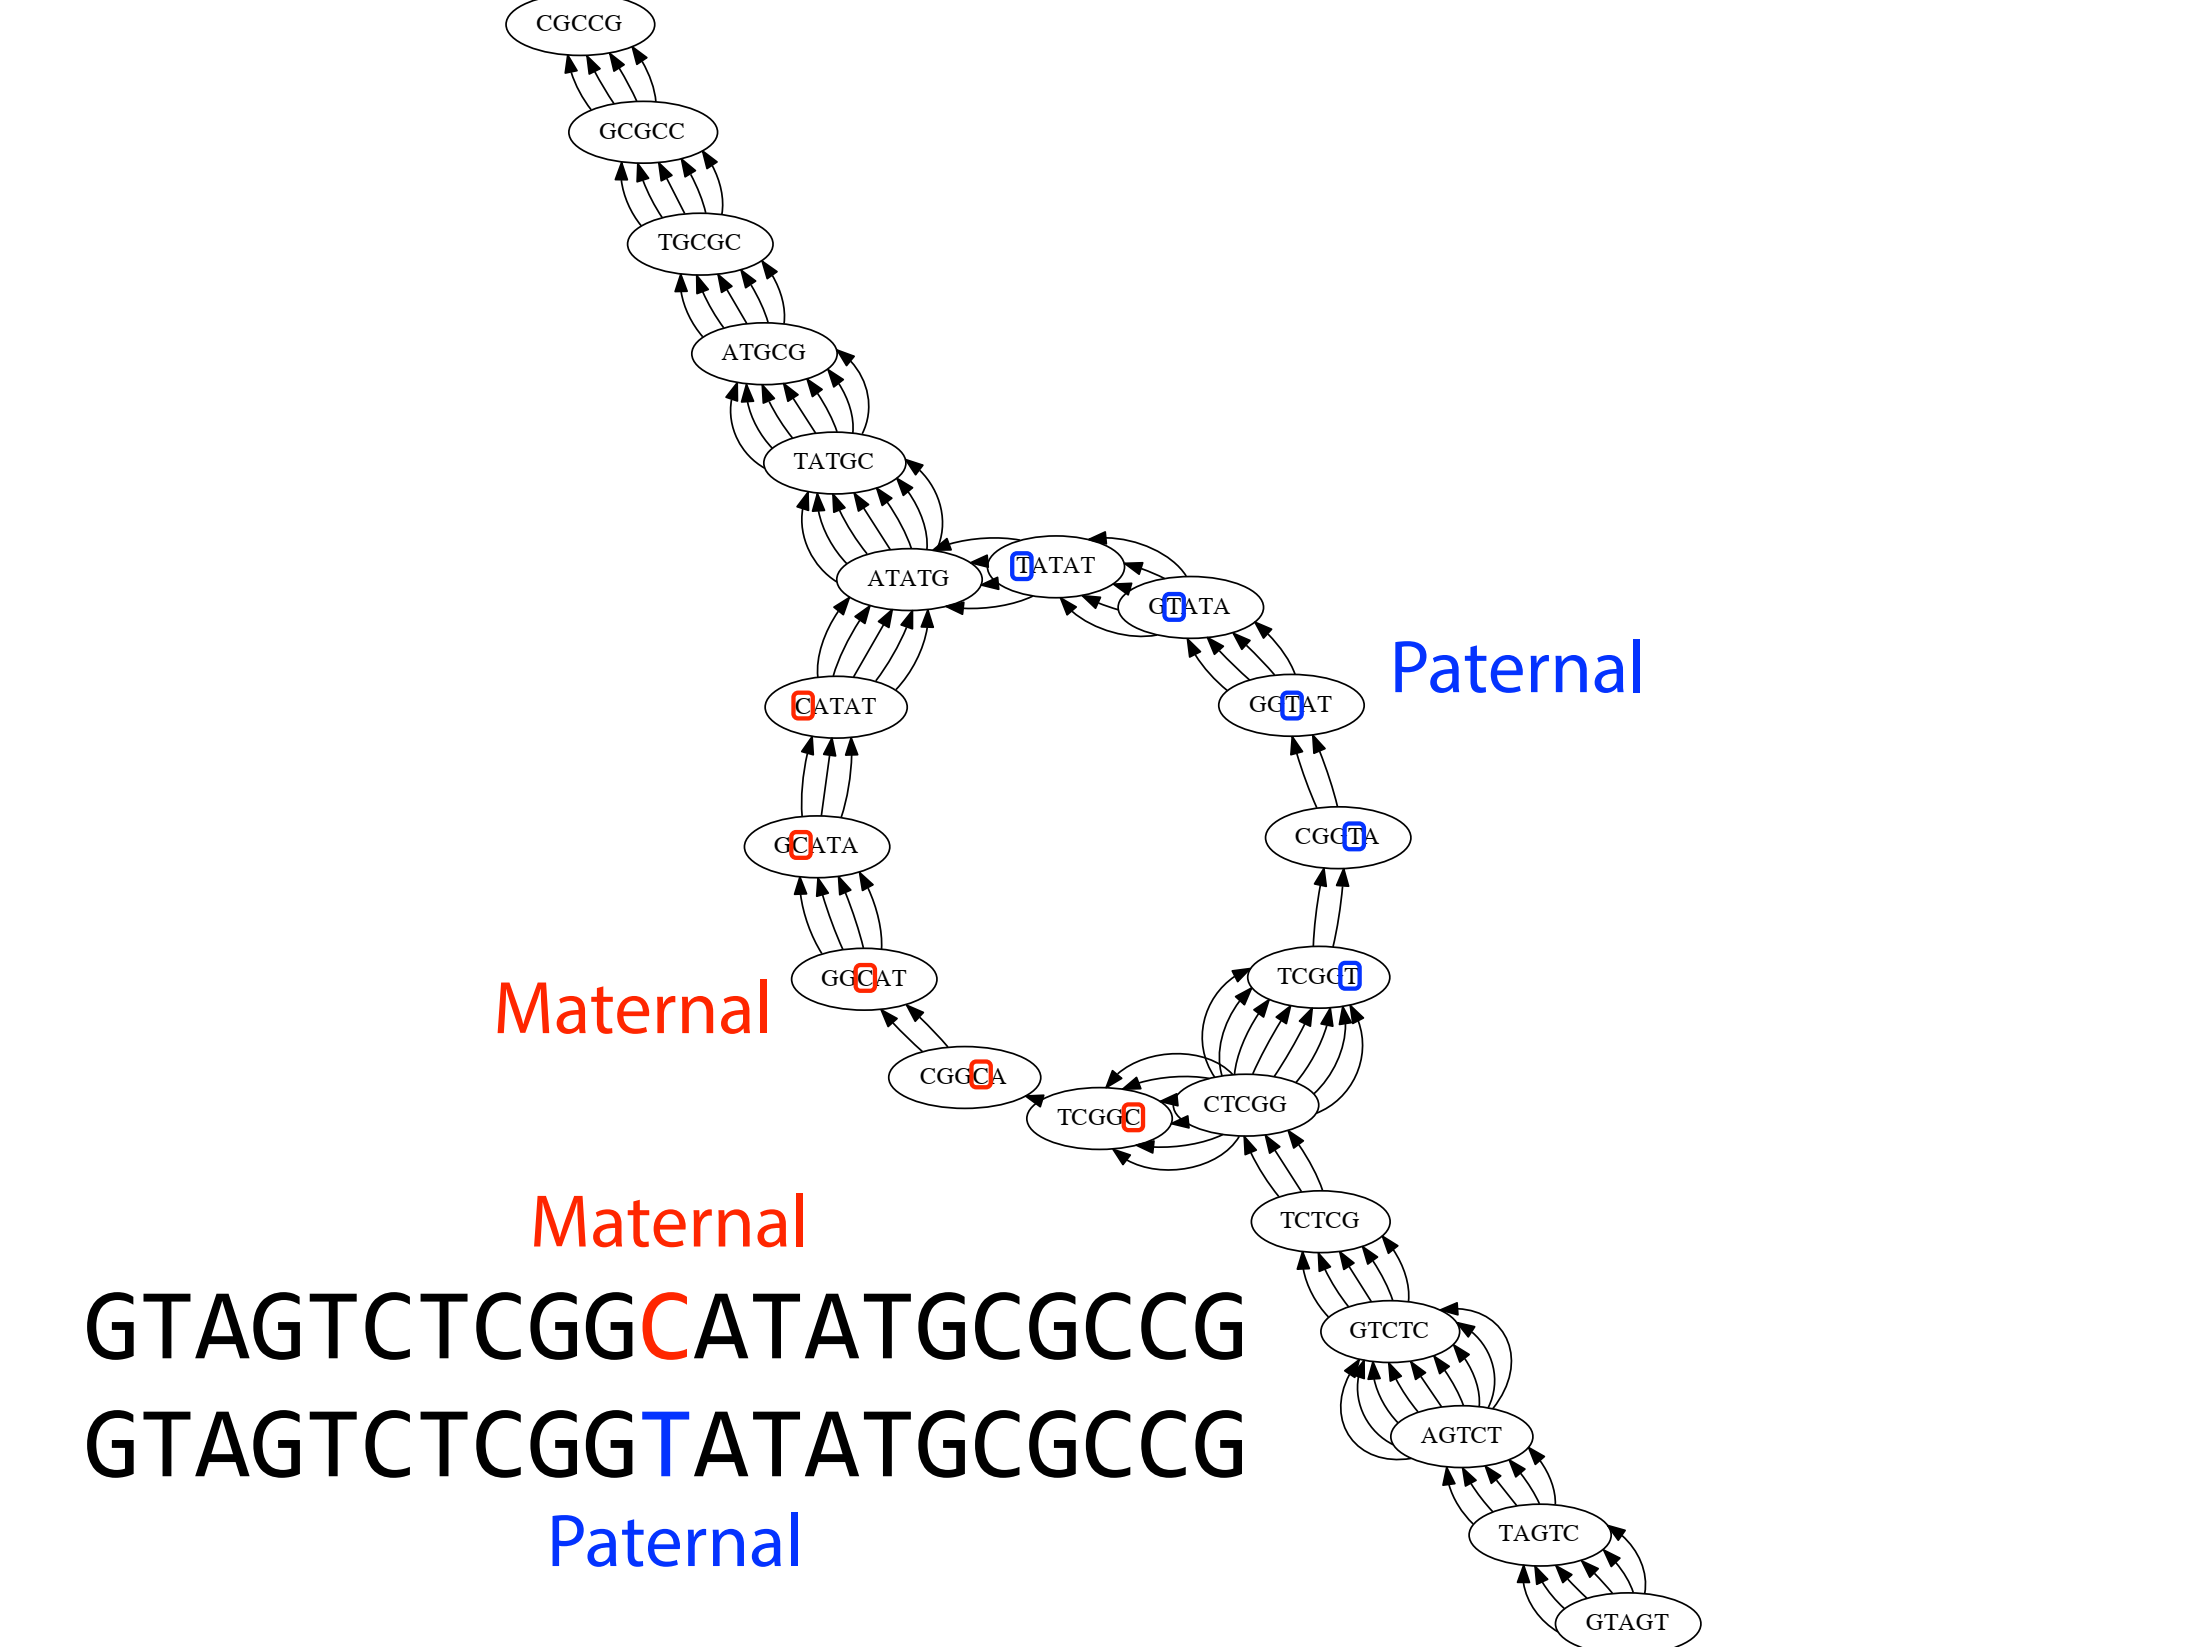 CGCCG
GCGCC
TGCGC
ATGCG
TATGC
ATATG
TATAT
GTATA
Paternal
CATAT
GGTAT
GCATA
CGGTA
Maternal
GGCAT
TCGGT
CGGCA
TCGGC
CTCGG
TCTCG
GTCTC
AGTCT
TAGTC
GTAGT
Maternal
GTAGTCTCGGCATATGCGCCG
GTAGTCTCGGTATATGCGCCG
Paternal